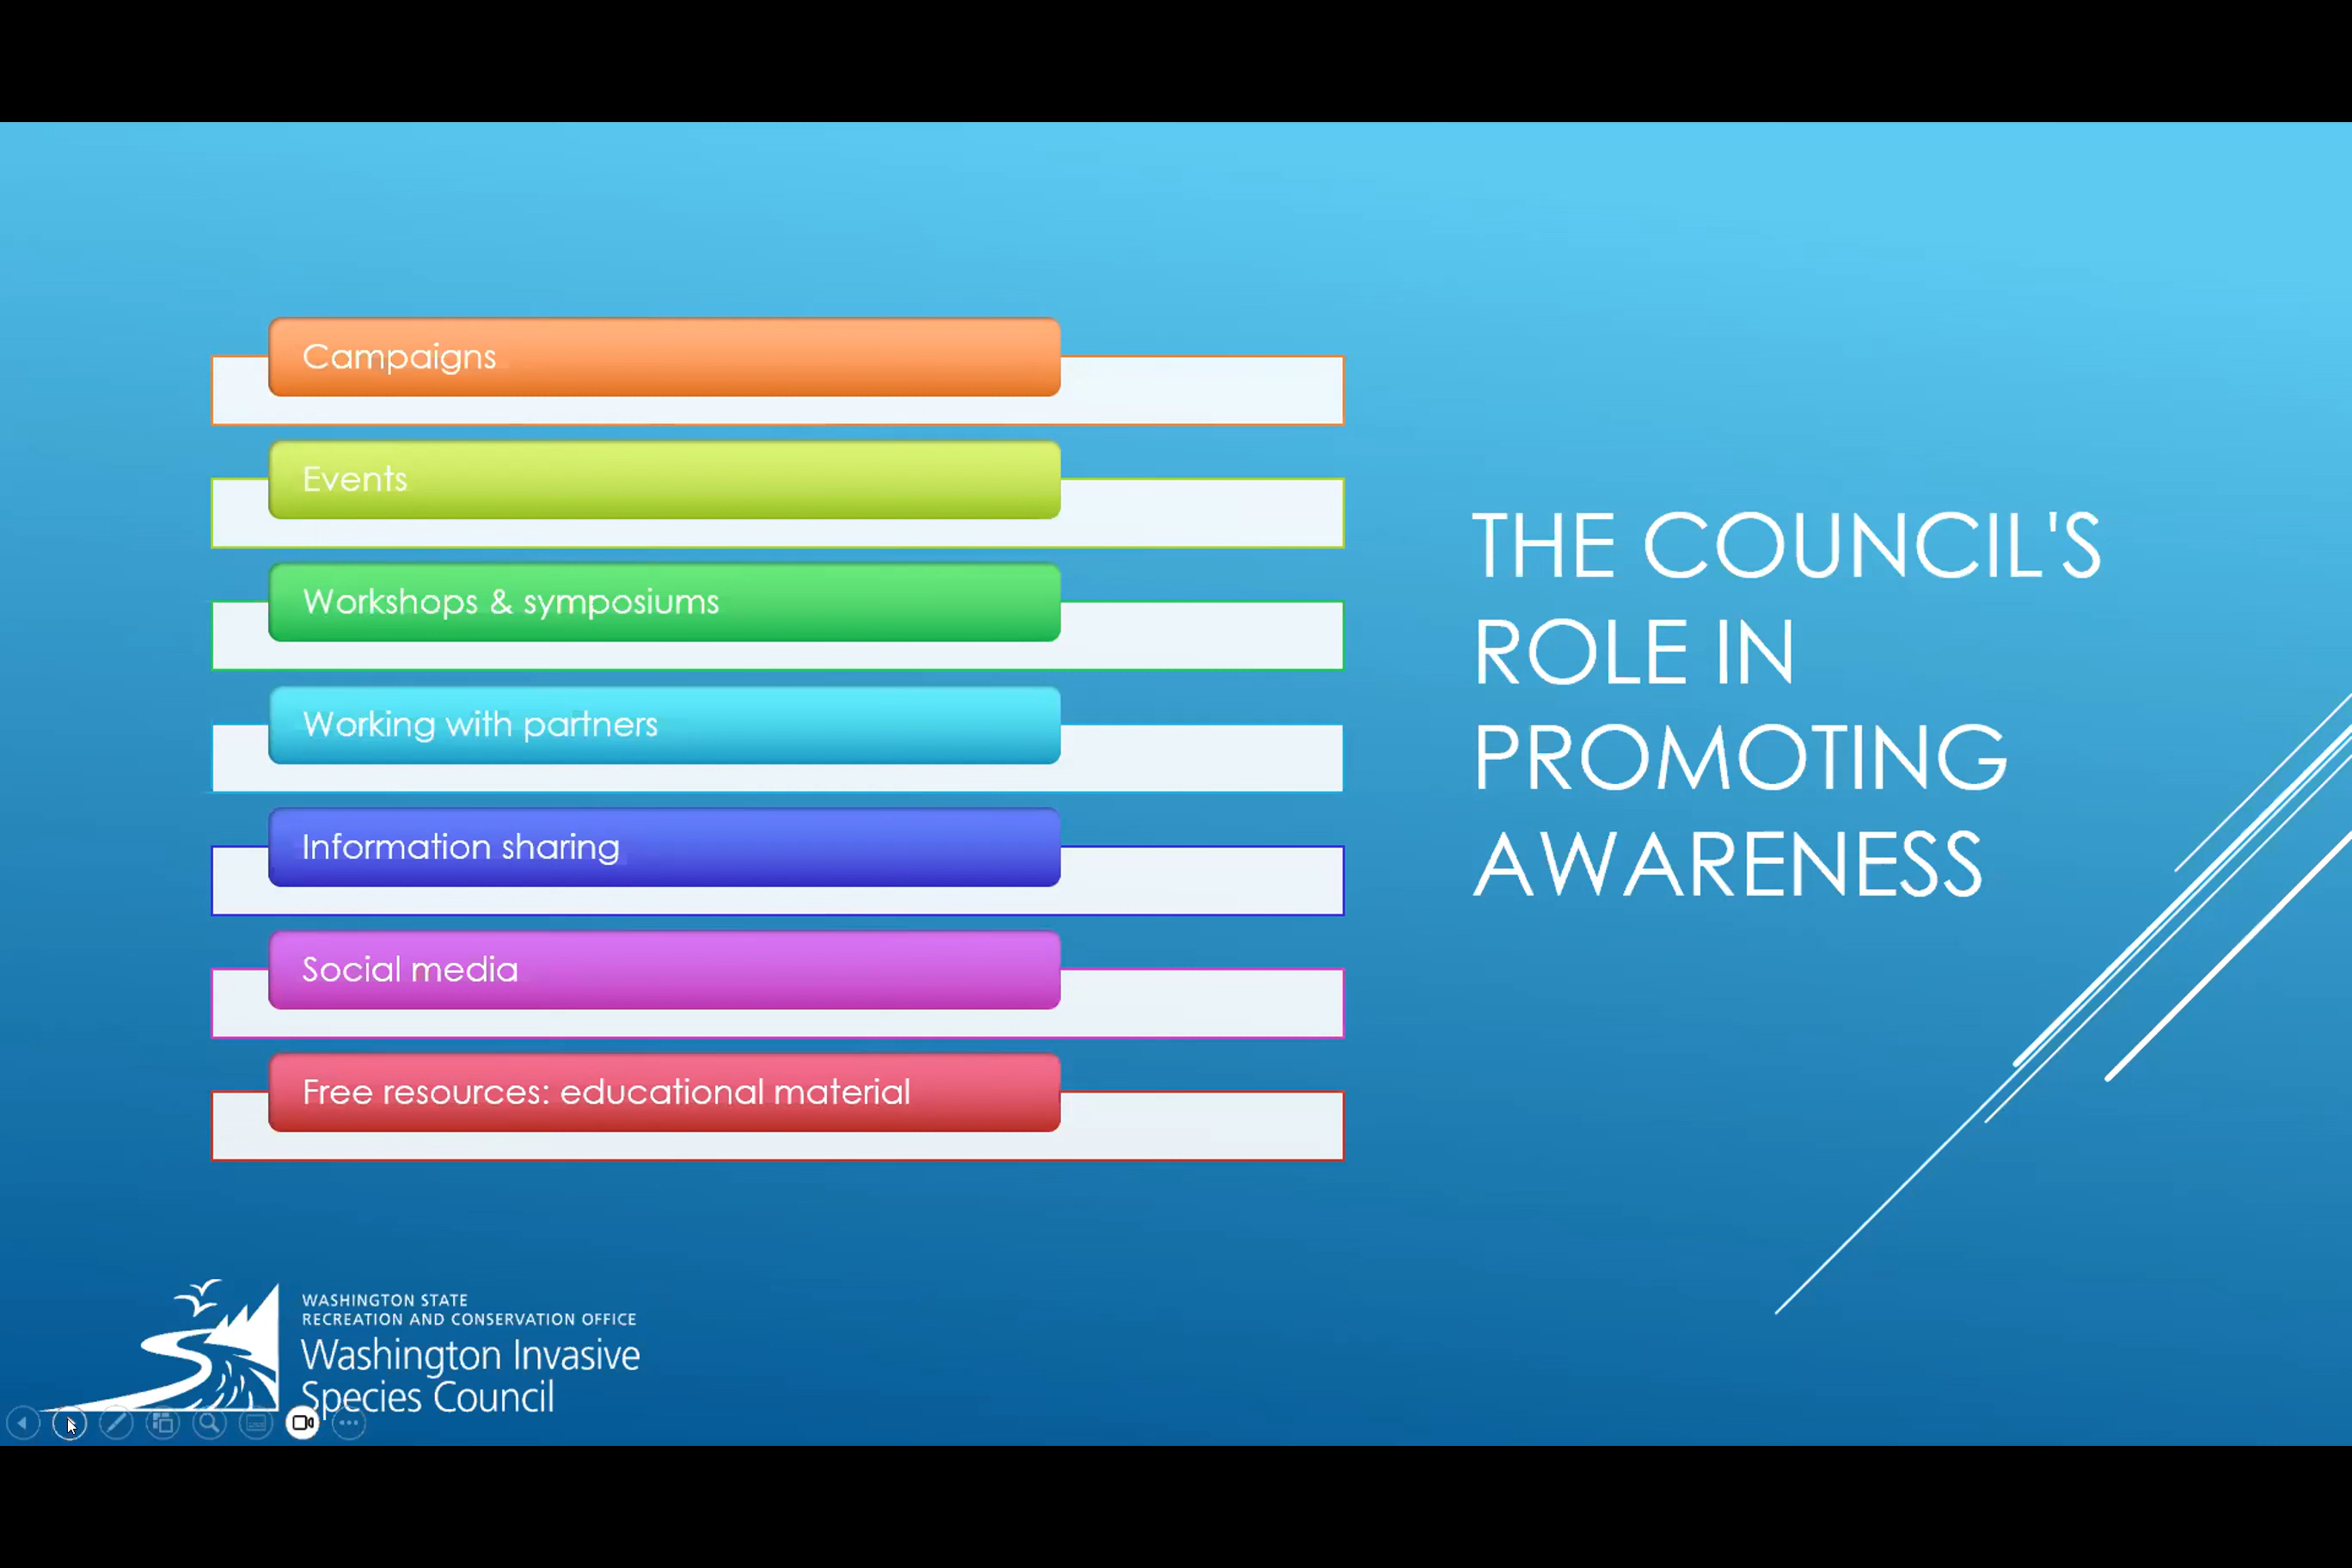 Campaigns
Events
Workshops & symposiums
Working with partners
Information sharing
Social media
Free resources: educational material
THE COUNCIL'S
ROLE IN
PROMOTING
AWARENESS
WASHINGTON STATE
RECREATION AND CONSERVATION OFFICE
Washington Invasive
Species Council